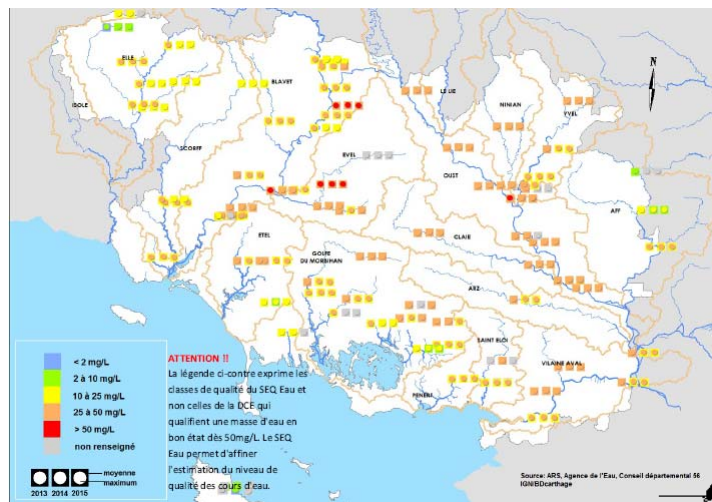 N
ELLE
ISOLE
BLAVET
LE LIE
NINIAN
YVEL
SCORFF
EVEL
OUST
AFF
ETEL
CLAIE
GOLFE
DU MORBIHAN
ARZ
SAINT ELOI
VILAINE AVAL
PENERF
< 2 mg/L
2 à 10 mg/L
10 à 25 mg/L
25 à 50 mg/L
> 50 mg/L
non renseigné
moyenne
maximum
2013 2014 2015
ATTENTION !!
La légende ci-contre exprime les
classes de qualité du SEQ Eau et
non celles de la DCE qui
qualifient une masse d'eau en
bon état dès 50mg/L. Le SEQ
Eau permet d'affiner
l'estimation du niveau de
qualité des cours d'eau.
Source: ARS, Agence de l'Eau, Conseil départemental 56
IGN/BDcarthage